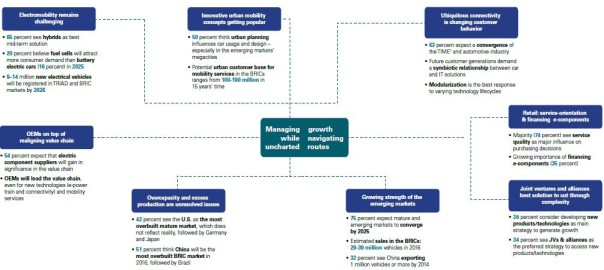 Electromobility remains
challenging
• 65 percent see hybrids as best
mid-term solution
• 20 percent believe fuel cells will attract
more consumer demand than battery
electric cars (16 percent in 2025
• 9–14 million new electrical vehicles
will be registered in TRIAD and BRIC
markets by 2025
Innovative urban mobility
concepts getting popular
• 50 percent think urban planning
influences car usage and design –
especially in the emerging markets'
megacities
• Potential urban customer base for
mobility services in the BRICs
ranges from 100-190 million in
15 years' time
Ubiquitous connectivity
is changing customer
behavior
• 63 percent expect a convergence of
the TIME and automotive industry
• Future customer generations demand
a symbiotic relationship between car
and IT solutions
• Modularization is the best response
to varying technology lifecycles
OEMs on top of
realigning value chain
• 54 percent expect that electric
component suppliers will gain in
significance in the value chain
• OEMs will lead the value chain,
even for new technologies (e-power
train and connectivity) and mobility
services
Managing growth
while navigating
uncharted routes
Retail: service-orientation
& financing e-components
• Majority (74 percent) see service
quality as major influence on
purchasing decisions
• Growing importance of financing
e-components (35 percent)
Overcapacity and excess
production are unresolved issues
• 42 percent see the U.S. as the most
overbuilt mature market, which
does not reflect reality, followed by Germany
and Japan
• 51 percent think China will be the
most overbuilt BRIC market in
2016, followed by Brazil
Growing strength of the
emerging markets
• 75 percent expect mature and
emerging markets to converge
by 2025
• Estimated sales in the BRICs:
29-39 million vehicles in 2016
• 32 percent see China exporting
1 million vehicles or more by 2014
Joint ventures and alliances
best solution to cut through
complexity
• 36 percent consider developing new
products/technologies as main
strategy to generate growth
• 34 percent see JVs & alliances as
the preferred strategy to access new
products/technologies